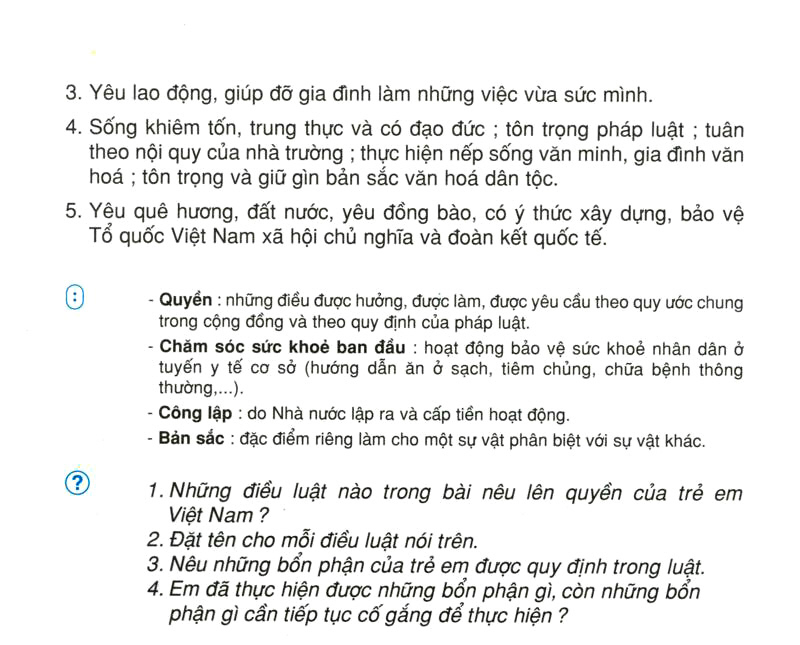 3. Yêu lao động, giúp đỡ gia đình làm những việc vừa sức mình.
4. Sống khiêm tốn, trung thực và có đạo đức ; tôn trọng pháp luật ; tuân
theo nội quy của nhà trường ; thực hiện nếp sống văn minh, gia đình văn
hoá ; tôn trọng và giữ gìn bản sắc văn hoá dân tộc.
5. Yêu quê hương, đất nước, yêu đồng bào, có ý thức xây dựng, bảo vệ
Tổ quốc Việt Nam xã hội chủ nghĩa và đoàn kết quốc tế.
:
- Quyền : những điều được hưởng, được làm, được yêu cầu theo quy ước chung
trong cộng đồng và theo quy định của pháp luật.
- Chăm sóc sức khoẻ ban đầu : hoạt động bảo vệ sức khoẻ nhân dân ở
tuyến y tế cơ sở (hướng dẫn ăn ở sạch, tiêm chủng, chữa bệnh thông
thường,...).
- Công lập : do Nhà nước lập ra và cấp tiền hoạt động.
- Bản sắc : đặc điểm riêng làm cho một sự vật phân biệt với sự vật khác.
?
1. Những điều luật nào trong bài nêu lên quyền của trẻ em
Việt Nam ?
2. Đặt tên cho mỗi điều luật nói trên.
3. Nêu những bổn phận của trẻ em được quy định trong luật.
4. Em đã thực hiện được những bổn phận gì, còn những bổn
phận gì cần tiếp tục cố gắng để thực hiện ?